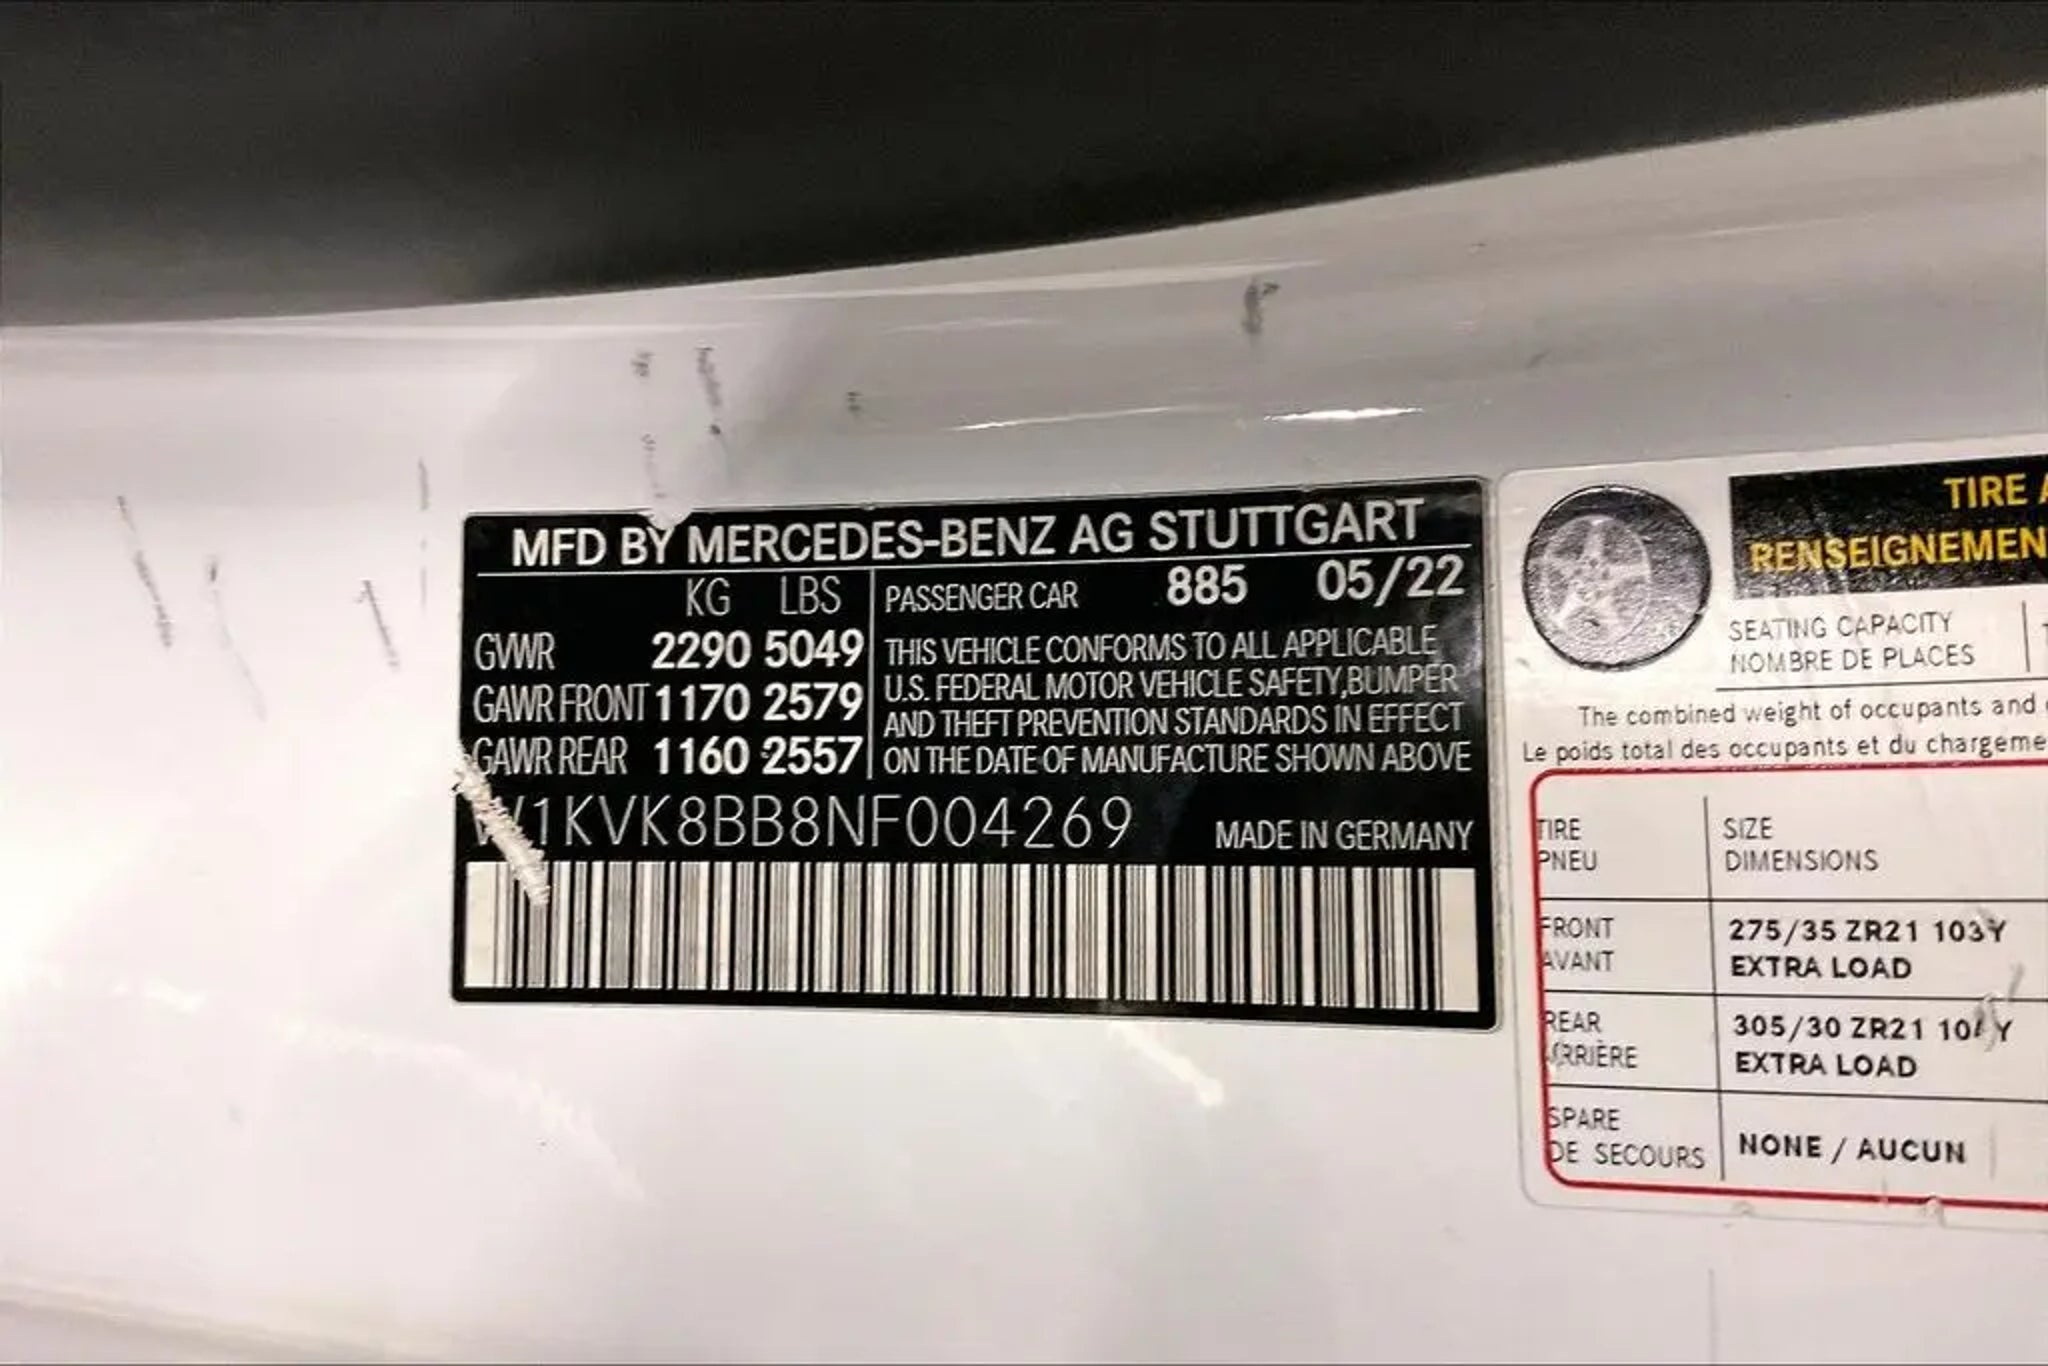 MFD BY MERCEDES-BENZ AG STUTTGART
KG LBS
GVWR 2290 5049
GAWR FRONT 1170 2579
GAWR REAR 1160 2557
PASSENGER CAR 885 05/22
THIS VEHICLE CONFORMS TO ALL APPLICABLE
U.S. FEDERAL MOTOR VEHICLE SAFETY, BUMPER
AND THEFT PREVENTION STANDARDS IN EFFECT
ON THE DATE OF MANUFACTURE SHOWN ABOVE
W1KVK8BB8NF004269
MADE IN GERMANY
TIRE
RENSEIGNEMEN
SEATING CAPACITY
NOMBRE DE PLACES
The combined weight of occupants and
Le poids total des occupants et du chargeme
TIRE SIZE
PNEU DIMENSIONS
FRONT 275/35 ZR21 103Y
AVANT EXTRA LOAD
REAR 305/30 ZR21
ARRIÈRE EXTRA LOAD
SPARE
DE SECOURS NONE / AUCUN